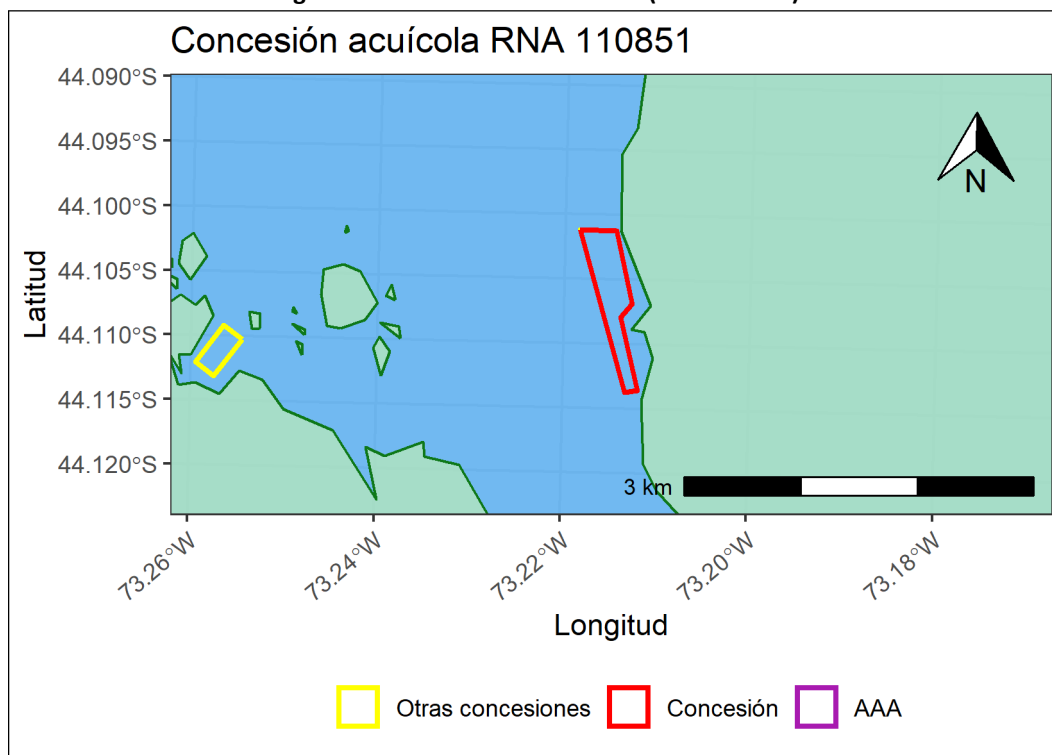 Concesión acuícola RNA 110851
44.090°S
44.095°S
44.100°S
44.105°S
44.110°S
44.115°S
44.120°S
Latitud
N
3 km
73.26°W
73.24°W
73.22°W
73.20°W
73.18°W
Longitud
Otras concesiones
Concesión
AAA